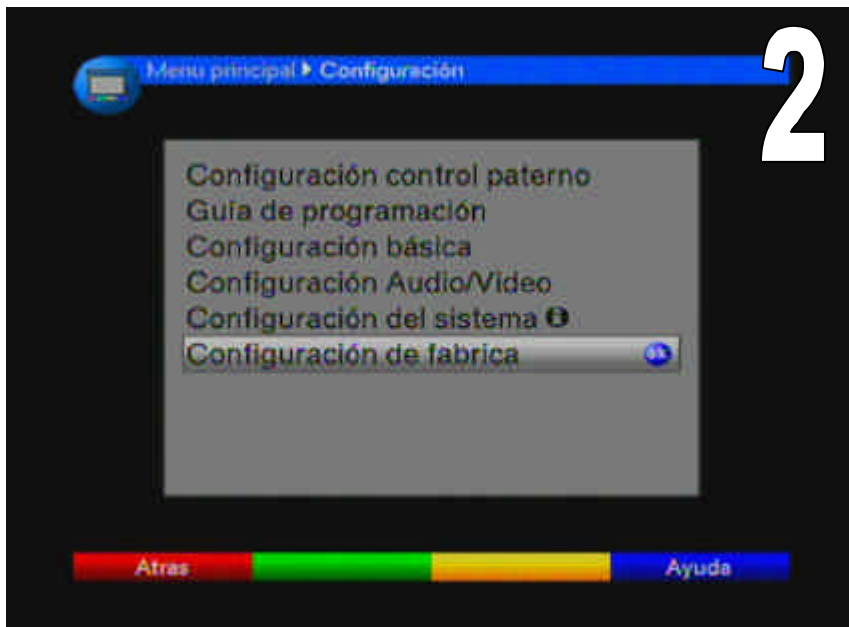 Menu principal Configuración
2
Configuración control paterno
Guía de programación
Configuración básica
Configuración Audio/Video
Configuración del sistema
Configuración de fabrica
Atras Ayuda